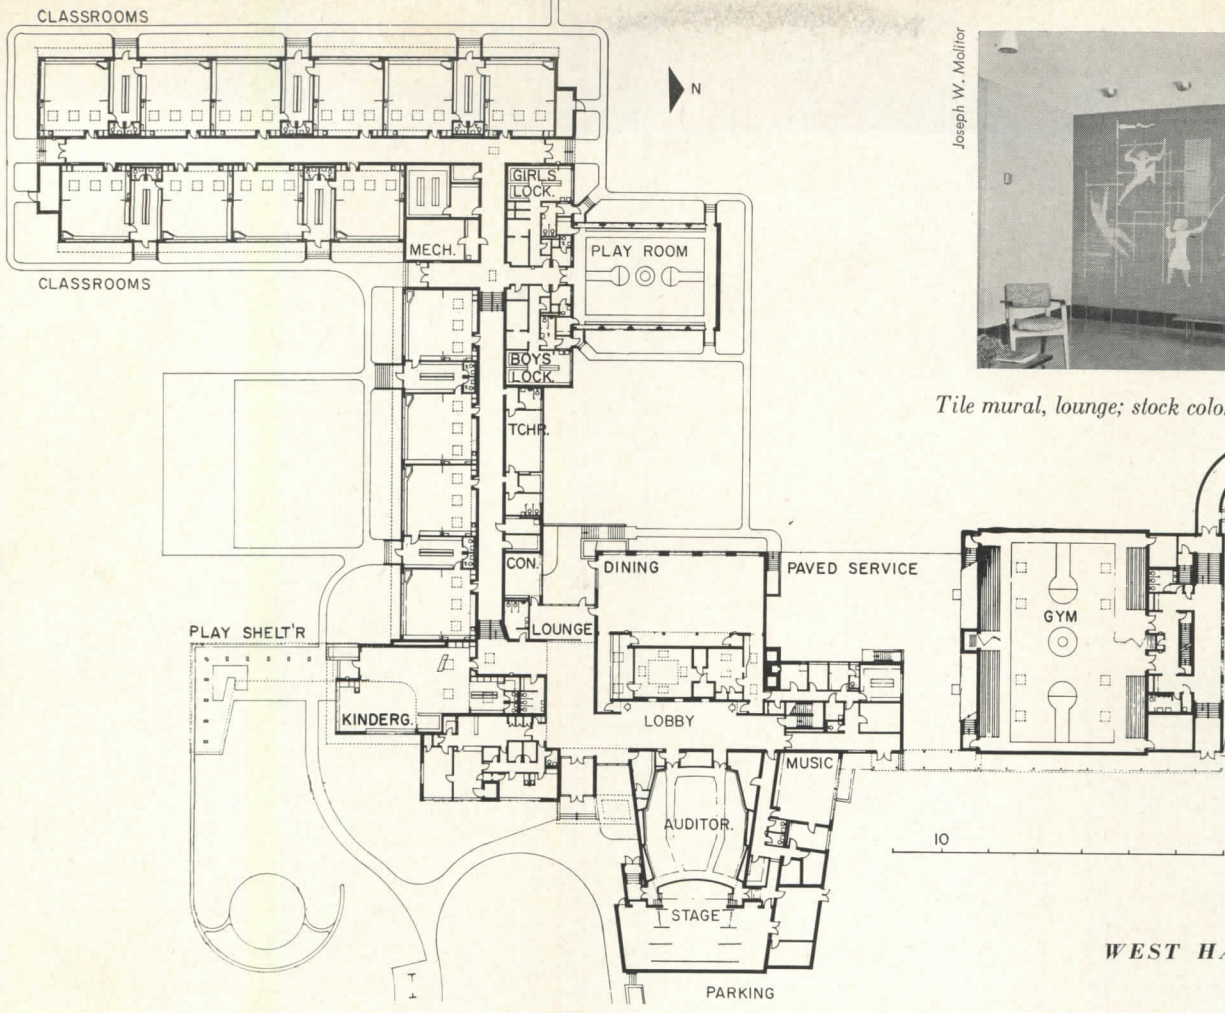 CLASSROOMS
N
Joseph W. Molitor
GIRLS'
LOCK.
MECH.
PLAY ROOM
CLASSROOMS
BOYS'
LOCK.
Tile mural, lounge; stock colo
TCHR.
CON.
DINING
PAVED SERVICE
LOUNGE
PLAY SHELT'R
GYM
KINDERG.
LOBBY
MUSIC
AUDITOR.
10
STAGE
WEST HA
PARKING